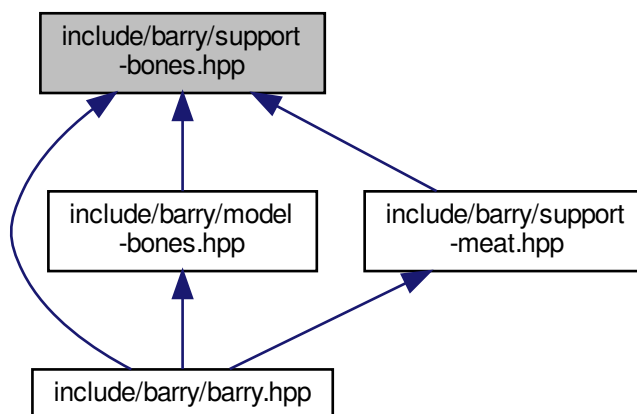 include/barry/support
-bones.hpp
include/barry/model
-bones.hpp
include/barry/support
-meat.hpp
include/barry/barry.hpp